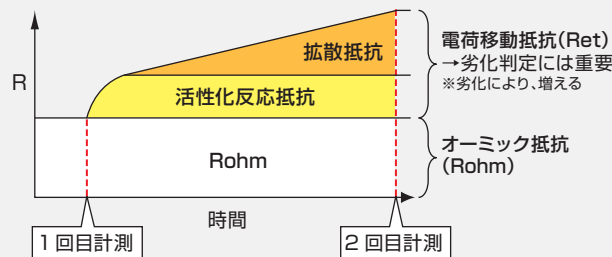 R
拡散抵抗
活性化反応抵抗
Rohm
電荷移動抵抗(Ret)
→劣化判定には重要
※劣化により、増える
オーミック抵抗
(Rohm)
時間
1回目計測
2回目計測